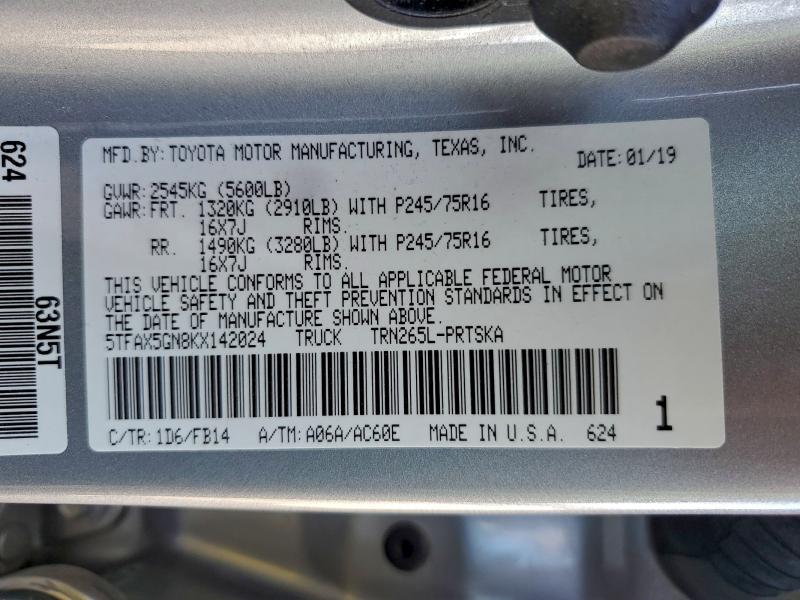 MFD.BY: TOYOTA MOTOR MANUFACTURING, TEXAS, INC. DATE: 01/19
GVWR: 2545KG (5600LB)
GAWR: FRT. 1320KG (2910LB) WITH P245/75R16 TIRES,
16X7J RIMS.
RR. 1490KG (3280LB) WITH P245/75R16 TIRES,
16X7J RIMS.
THIS VEHICLE CONFORMS TO ALL APPLICABLE FEDERAL MOTOR
VEHICLE SAFETY AND THEFT PREVENTION STANDARDS IN EFFECT ON
THE DATE OF MANUFACTURE SHOWN ABOVE.
5TFAX5GN8KX142024 TRUCK TRN265L-PRTSKA
C/TR: 1D6/FB14 A/TM: A06A/AC60E MADE IN U.S.A. 624
1
624
63N5T